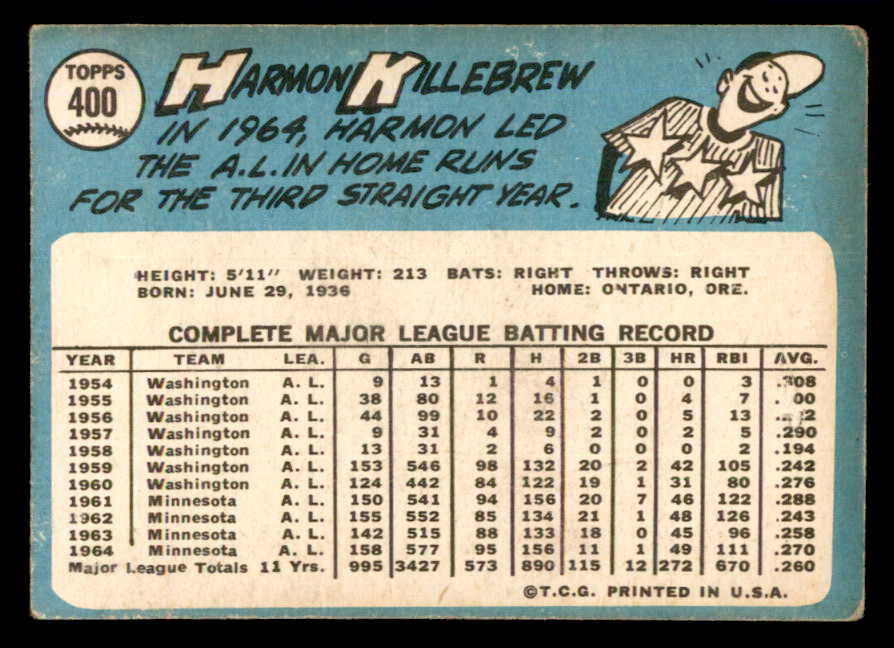 TOPPS
400
HARMON KILLEBREW
IN 1964, HARMON LED
THE A.L. IN HOME RUNS
FOR THE THIRD STRAIGHT YEAR.
HEIGHT: 5'11" WEIGHT: 213 BATS: RIGHT THROWS: RIGHT
BORN: JUNE 29, 1936 HOME: ONTARIO, ORE.
COMPLETE MAJOR LEAGUE BATTING RECORD
YEAR TEAM LEA. G AB R H 2B 3B HR RBI AVG.
1954 Washington A. L. 9 13 1 4 1 0 0 3 .308
1955 Washington A. L. 38 80 12 16 1 0 4 7
1956 Washington A. L. 44 99 10 22 2 0 5 13
1957 Washington A. L. 9 31 4 9 2 0 2 5 .290
1958 Washington A. L. 13 31 2 6 0 0 0 2 .194
1959 Washington A. L. 153 546 98 132 20 2 42 105 .242
1960 Washington A. L. 124 442 84 122 19 1 31 80 .276
1961 Minnesota A. L. 150 541 94 156 20 7 46 122 .288
1962 Minnesota A. L. 155 552 85 134 21 1 48 126 .243
1963 Minnesota A. L. 142 515 88 133 18 0 45 96 .258
1964 Minnesota A. L. 158 577 95 156 11 1 49 111 .270
Major League Totals 11 Yrs. 995 3427 573 890 115 12 272 670 .260
©T.C.G. PRINTED IN U.S.A.